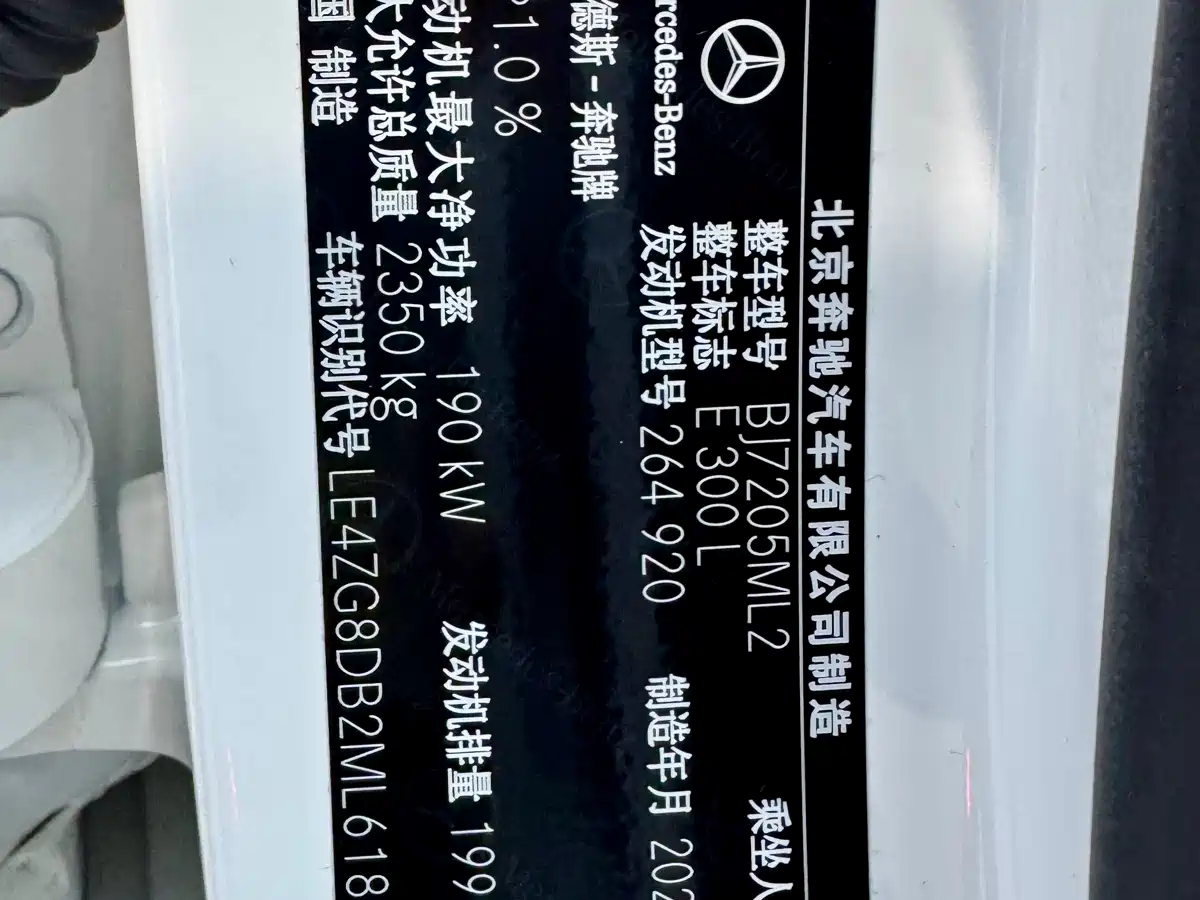 北京奔驰汽车有限公司制造
整车型号 BJ7205ML2 乘坐人
整车标志 E 300 L
rcedes-Benz 发动机型号 264 920 制造年月 202
德斯-奔驰牌
1.0 %
动机最大净功率 190 kW 发动机排量 199
大允许总质量 2350 kg
国 制造 车辆识别代号 LE4ZG8DB2ML618